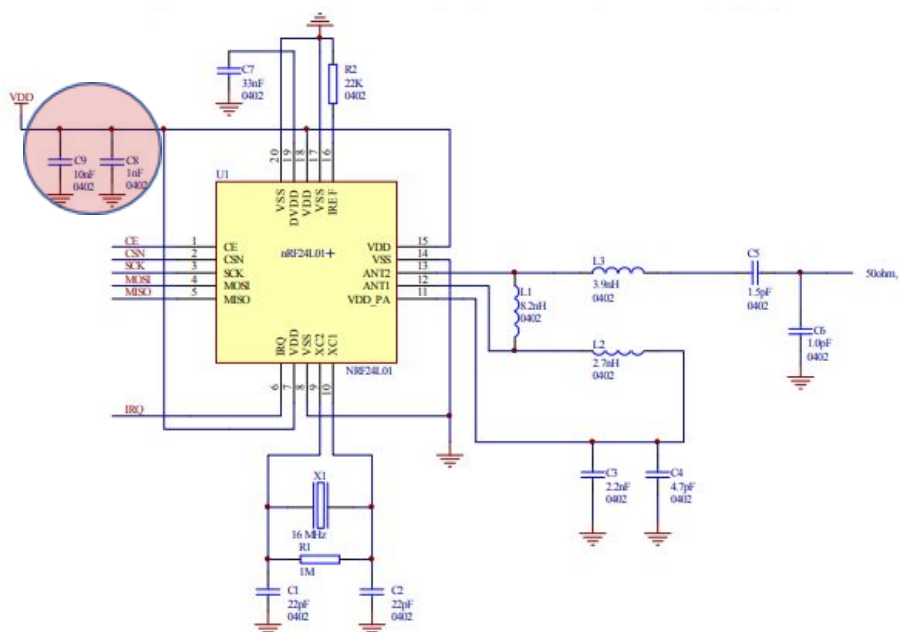 VDD
C9
10nF
0402
C8
1nF
0402
C7
33nF
0402
R2
22K
0402
U1
20
19
18
17
16
VSS
DVDD
VDD
VSS
IREF
nRF24L01+
CE
1
CE
CSN
2
CSN
SCK
3
SCK
MOSI
4
MOSI
MISO
5
MISO
VDD
15
VSS
14
ANT2
13
ANT1
12
VDD_PA
11
IRQ
VDD
VSS
XC2
XC1
6
7
8
9
10
NRF24L01
IRQ
L3
3.9nH
0402
L1
8.2nH
0402
L2
2.7nH
0402
C5
1.5pF
0402
50ohm,
C6
1.0pF
0402
C3
2.2nF
0402
C4
4.7pF
0402
X1
16 MHz
R1
1M
C1
22pF
0402
C2
22pF
0402